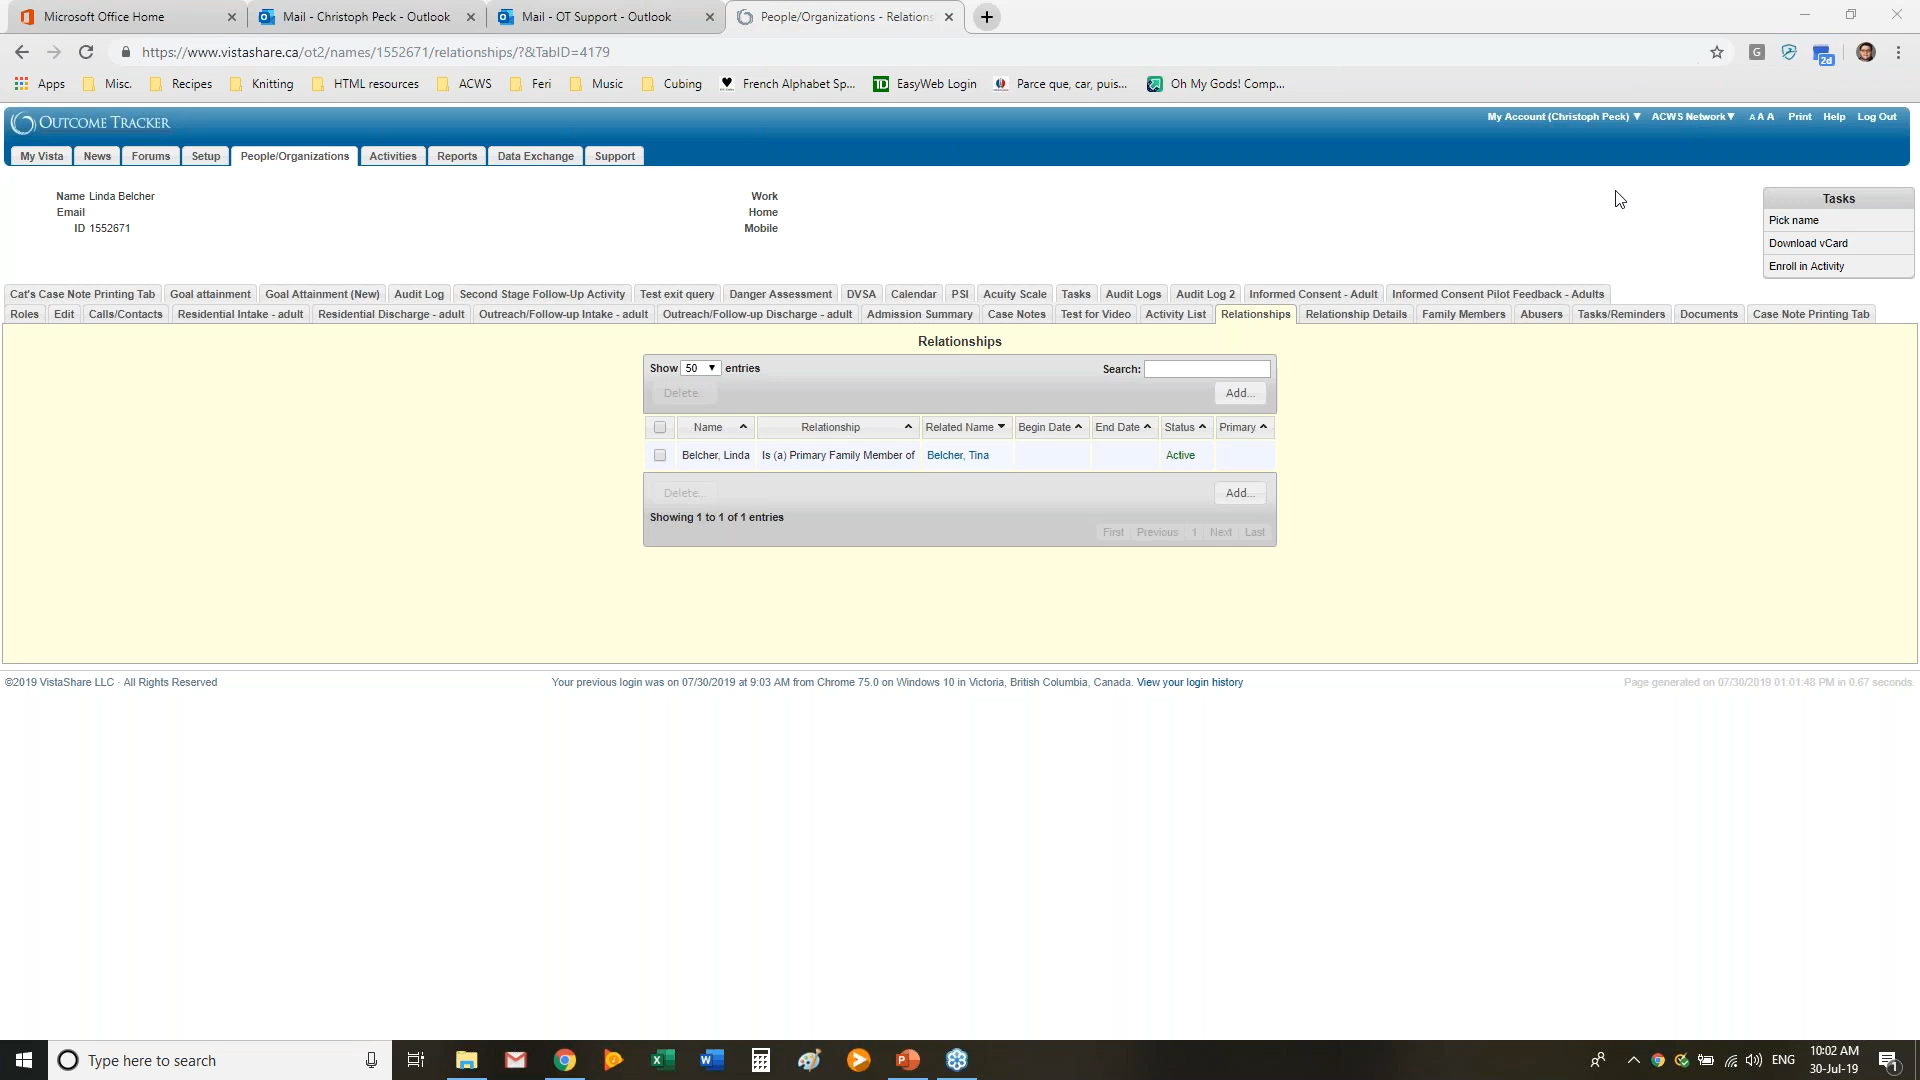 Microsoft Office Home
Mail - Christoph Peck - Outlook
Mail - OT Support - Outlook
People/Organizations - Relations
https://www.vistashare.ca/ot2/names/1552671/relationships/?&TabID=4179
G
2d
Apps Misc. Recipes Knitting HTML resources ACWS Feri Music Cubing French Alphabet Sp... TD EasyWeb Login Parce que, car, puis... Oh My Gods! Comp...
OUTCOME TRACKER
My Account (Christoph Peck) ▼ ACWS Network▼ A A A Print Help Log Out
My Vista News Forums Setup People/Organizations Activities Reports Data Exchange Support
Name Linda Belcher
Email
ID 1552671
Work
Home
Mobile
Tasks
Pick name
Download vCard
Enroll in Activity
Cat's Case Note Printing Tab Goal attainment Goal Attainment (New) Audit Log Second Stage Follow-Up Activity Test exit query Danger Assessment DVSA Calendar PSI Acuity Scale Tasks Audit Logs Audit Log 2 Informed Consent - Adult Informed Consent Pilot Feedback - Adults
Roles Edit Calls/Contacts Residential Intake - adult Residential Discharge - adult Outreach/Follow-up Intake - adult Outreach/Follow-up Discharge - adult Admission Summary Case Notes Test for Video Activity List Relationships Relationship Details Family Members Abusers Tasks/Reminders Documents Case Note Printing Tab
Relationships
Show 50 entries Search:
Delete... Add...
Name Relationship Related Name Begin Date End Date Status Primary
Belcher, Linda Is (a) Primary Family Member of Belcher, Tina Active
Delete... Add...
Showing 1 to 1 of 1 entries
First Previous 1 Next Last
©2019 VistaShare LLC · All Rights Reserved
Your previous login was on 07/30/2019 at 9:03 AM from Chrome 75.0 on Windows 10 in Victoria, British Columbia, Canada. View your login history
Page generated on 07/30/2019 01:01:48 PM in 0.67 seconds.
Type here to search
ENG
10:02 AM
30-Jul-19
1